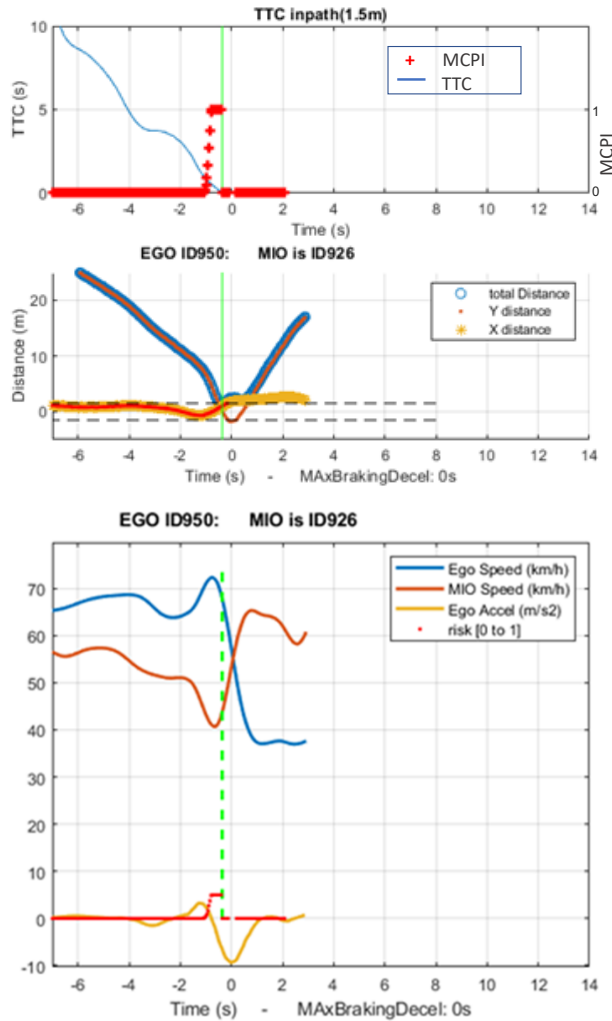 TTC inpath(1.5m)
10
5
0
TTC (s)
MCPI
TTC
1
0
MCPI
-6 -4 -2 0 2 4 6 8 10 12 14
Time (s)
EGO ID950: MIO is ID926
20
10
0
Distance (m)
total Distance
Y distance
X distance
-6 -4 -2 0 2 4 6 8 10 12 14
Time (s) - MAxBrakingDecel: 0s
EGO ID950: MIO is ID926
70
60
50
40
30
20
10
0
-10
Ego Speed (km/h)
MIO Speed (km/h)
Ego Accel (m/s2)
risk [0 to 1]
-6 -4 -2 0 2 4 6 8 10 12 14
Time (s) - MAxBrakingDecel: 0s